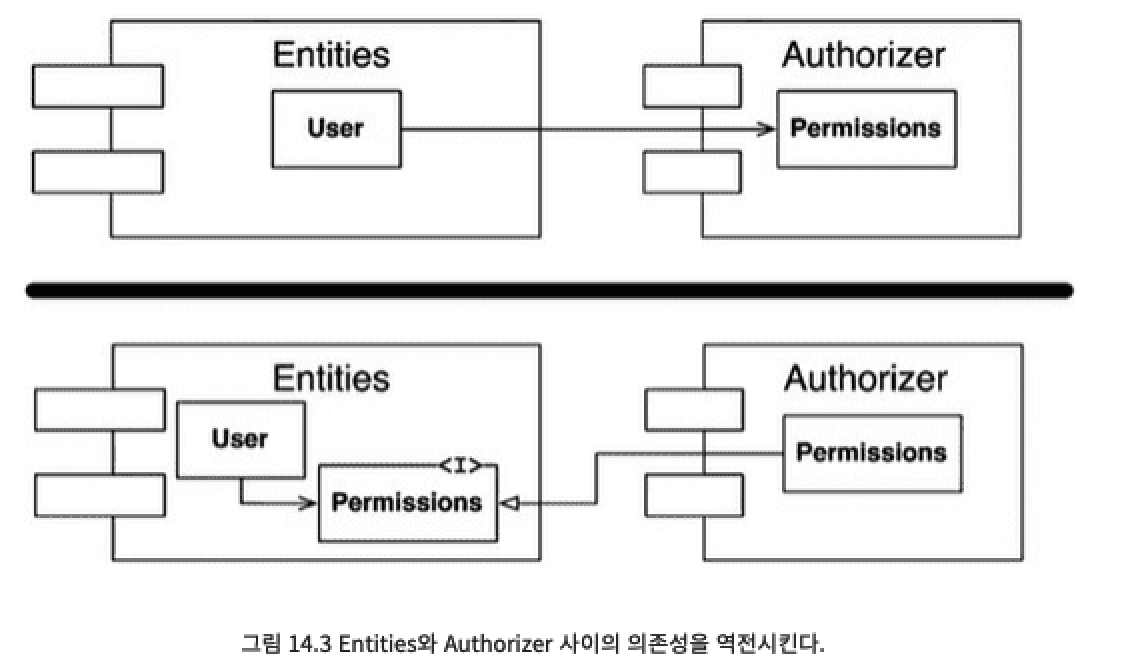 Entities
Authorizer
User
Permissions
Entities
Authorizer
User
Permissions
<I>
Permissions
그림 14.3 Entities와 Authorizer 사이의 의존성을 역전시킨다.